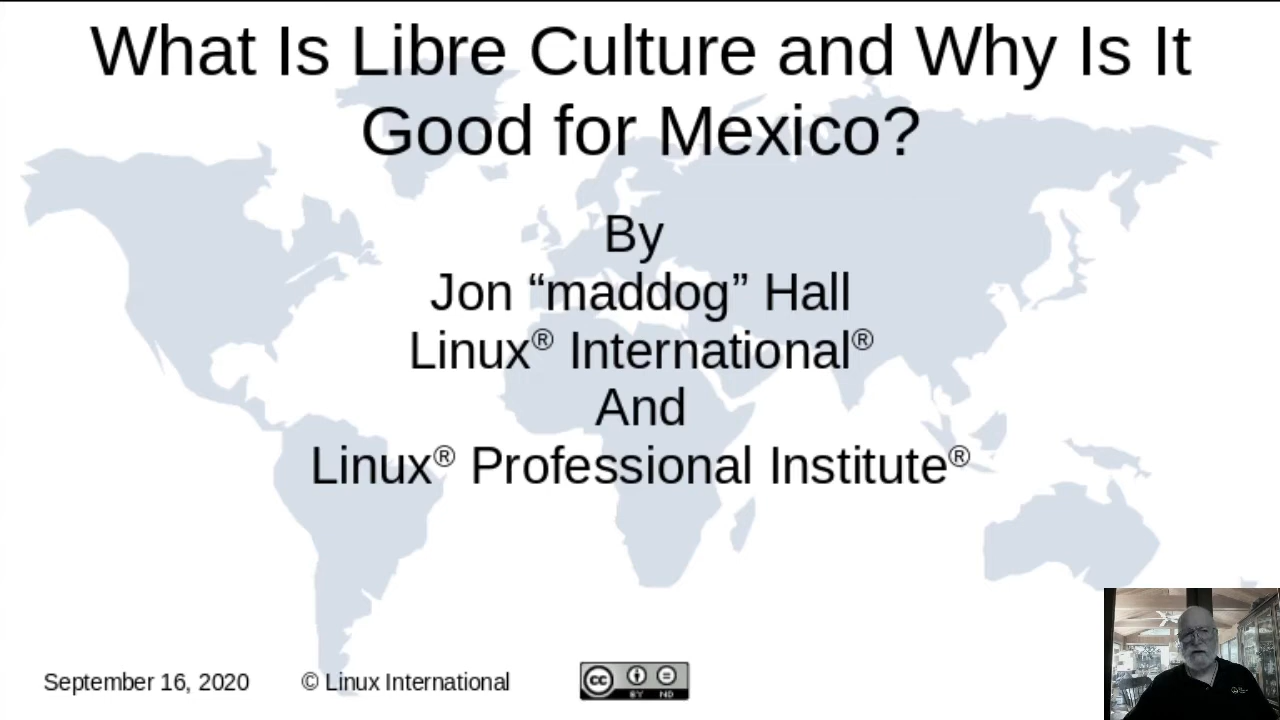 What Is Libre Culture and Why Is It
Good for Mexico?
By
Jon “maddog” Hall
Linux® International®
And
Linux® Professional Institute®
September 16, 2020 © Linux International
cc BY ND